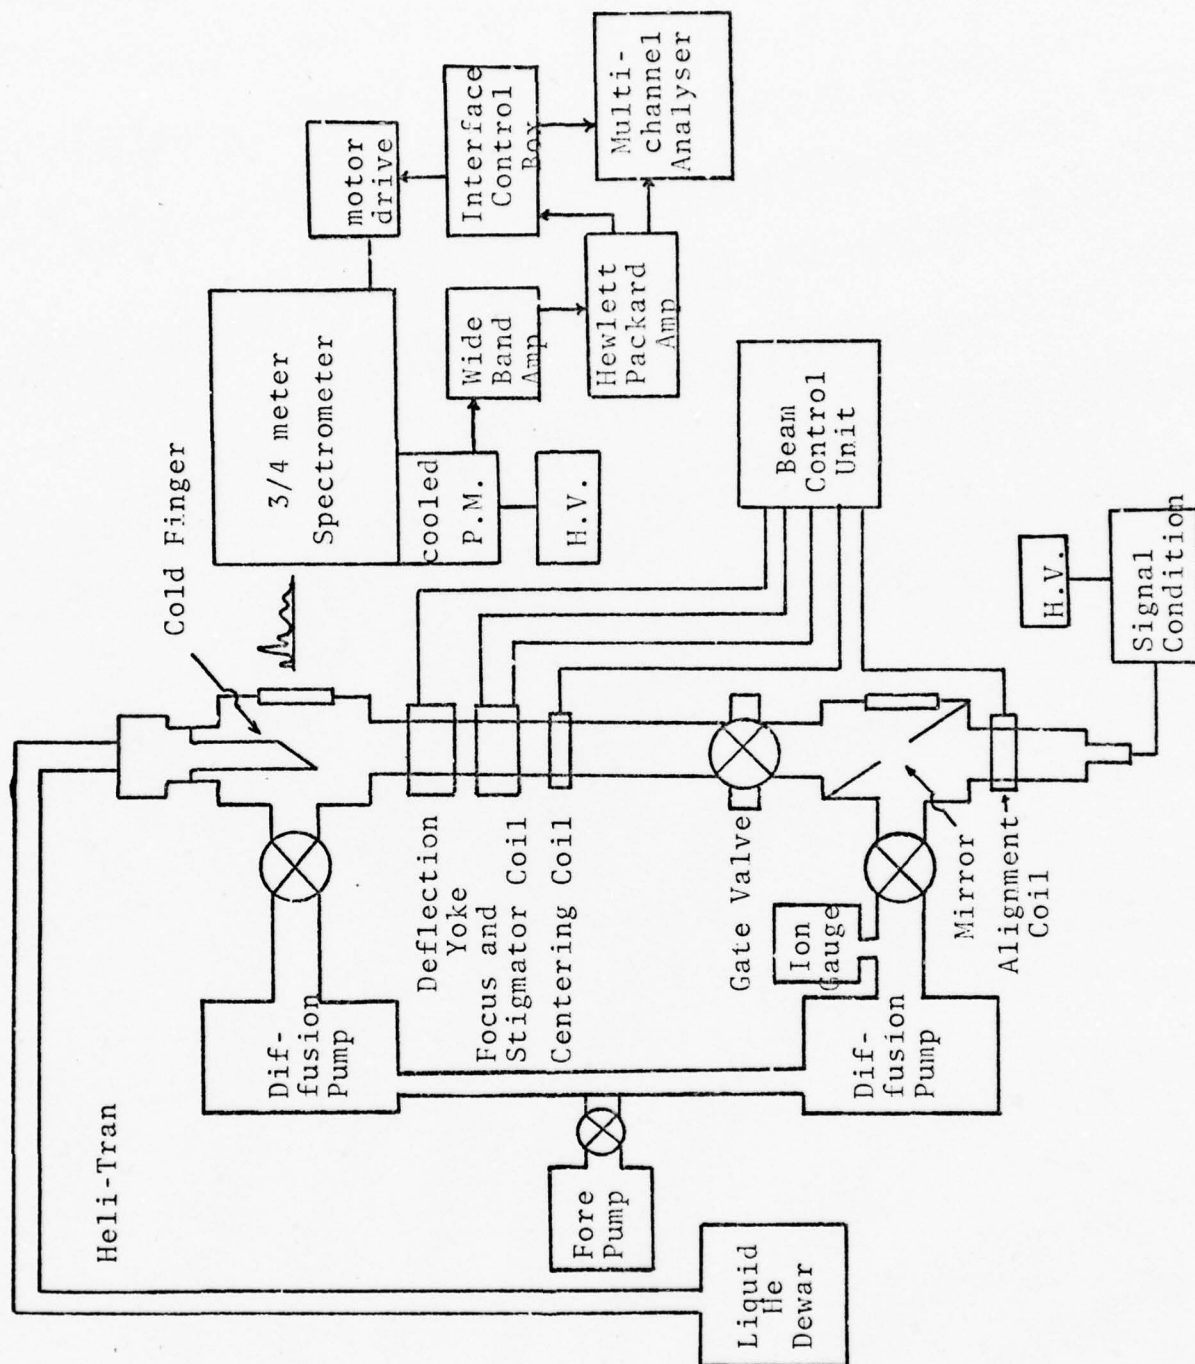 Heli-Tran
Liquid
He
Dewar
Fore
Pump
Dif-
fusion
Pump
Dif-
fusion
Pump
Ion
Gauge
Cold Finger
Deflection
Yoke
Focus and
Stigmator Coil
Centering Coil
Gate Valve
Mirror
Alignment
Coil
3/4 meter
Spectrometer
cooled
P.M.
H.V.
motor
drive
Wide
Band
Amp
Interface
Control
Box
Hewlett
Packard
Amp
Multi-
channel
Analyser
Beam
Control
Unit
H.V.
Signal
Condition